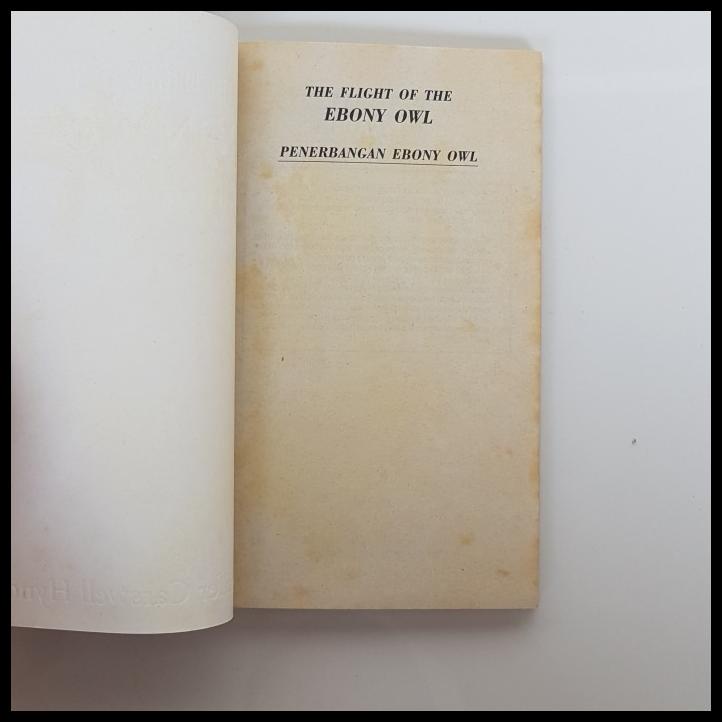 THE FLIGHT OF THE
EBONY OWL
PENERBANGAN EBONY OWL